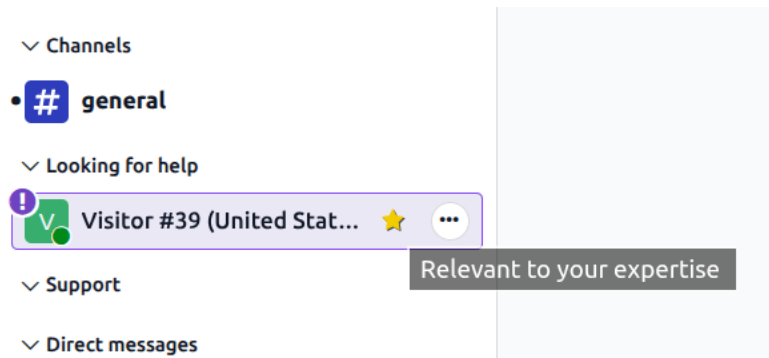 Channels
# general
Looking for help
! V Visitor #39 (United Stat... ⭐ •••
Relevant to your expertise
Support
Direct messages